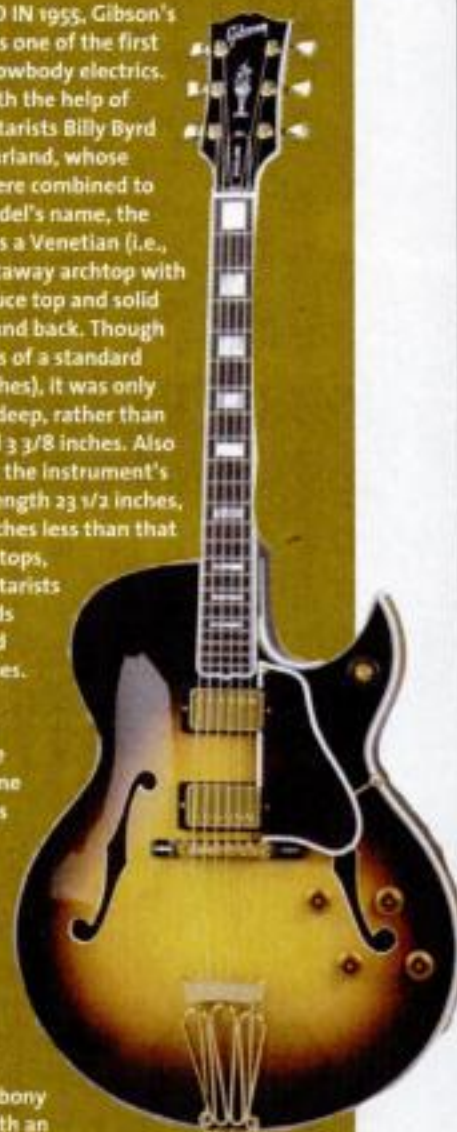 D IN 1955, Gibson's
s one of the first
owbody electrics.
th the help of
tarists Billy Byrd
rland, whose
ere combined to
del's name, the
s a Venetian (i.e.,
taway archtop with
uce top and solid
and back. Though
s of a standard
hes), it was only
deep, rather than
l 3 3/8 inches. Also
the instrument's
ength 23 1/2 inches,
ches less than that
tops,
tarists
ls
d
es.
e
ne
s
bony
th an
Gibson